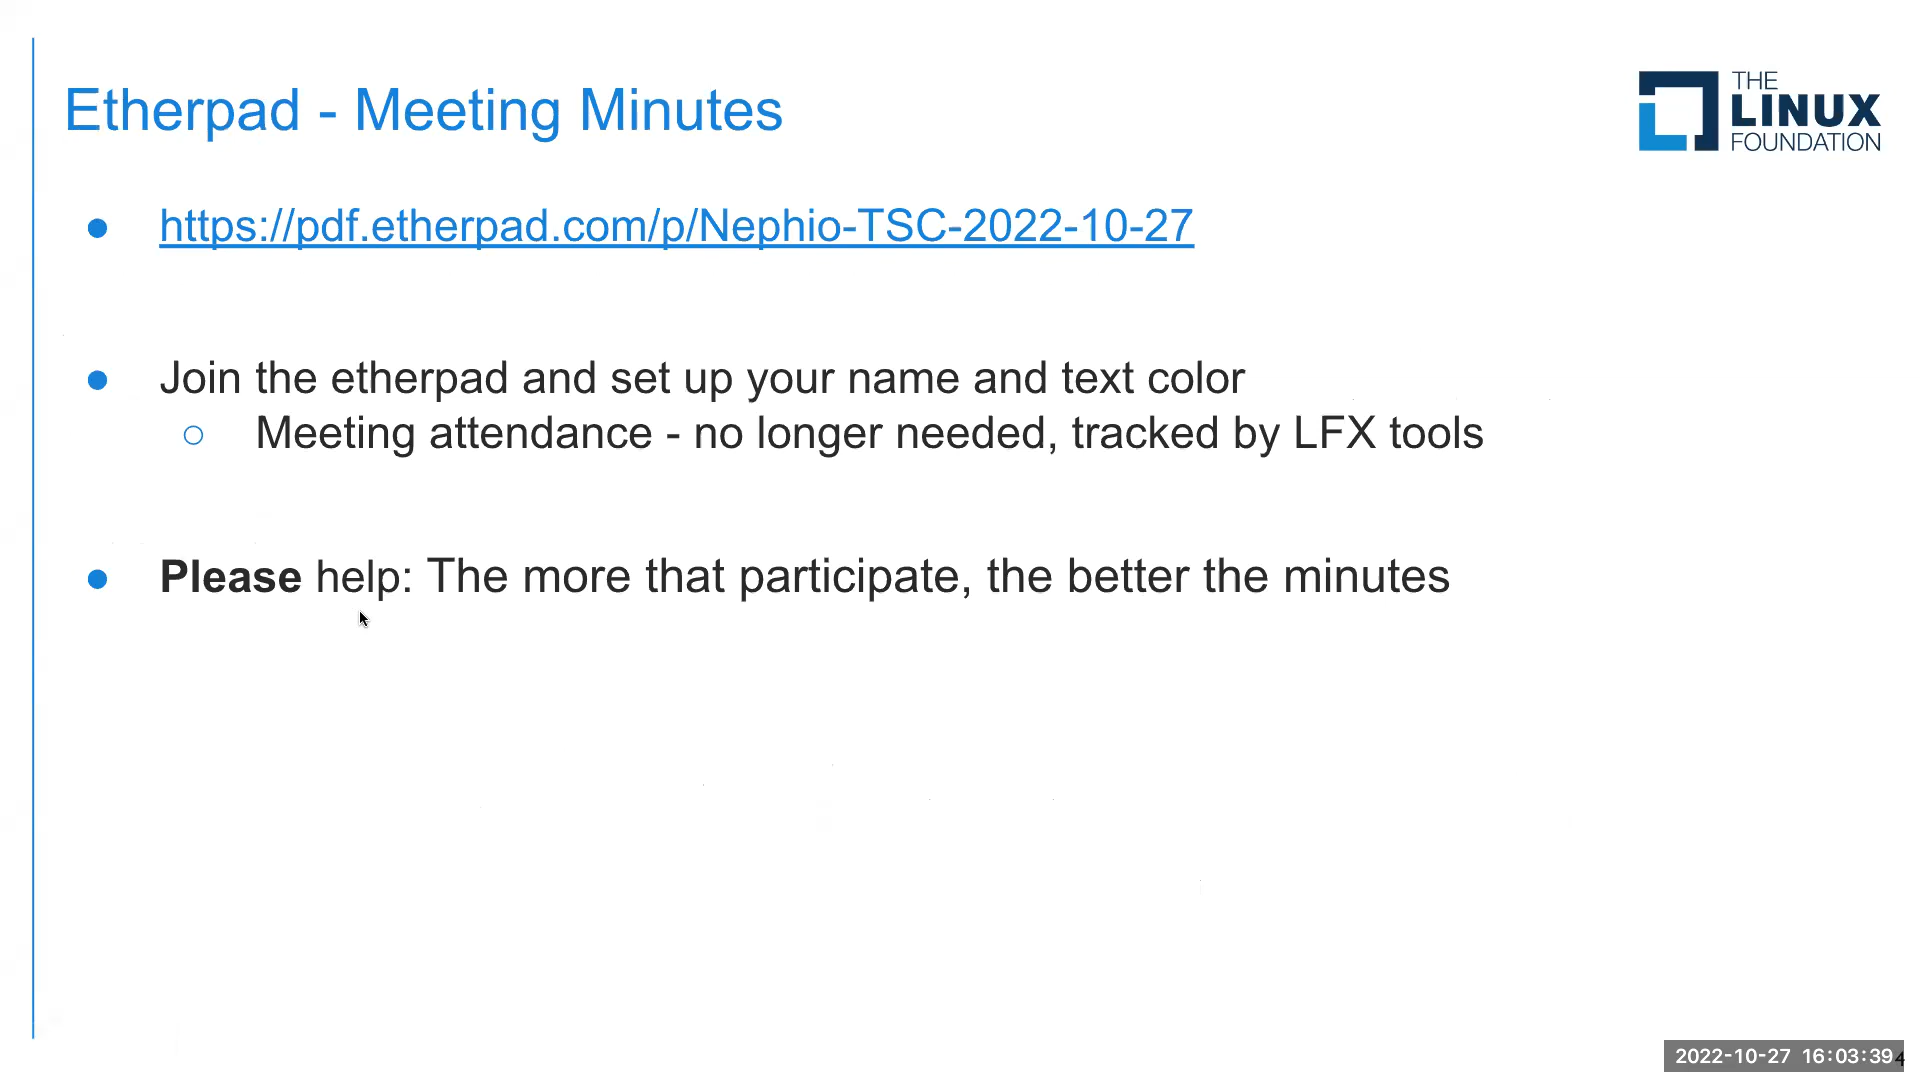 Etherpad - Meeting Minutes
THE
LINUX
FOUNDATION
https://pdf.etherpad.com/p/Nephio-TSC-2022-10-27
Join the etherpad and set up your name and text color
Meeting attendance - no longer needed, tracked by LFX tools
Please help: The more that participate, the better the minutes
2022-10-27 16:03:39
4